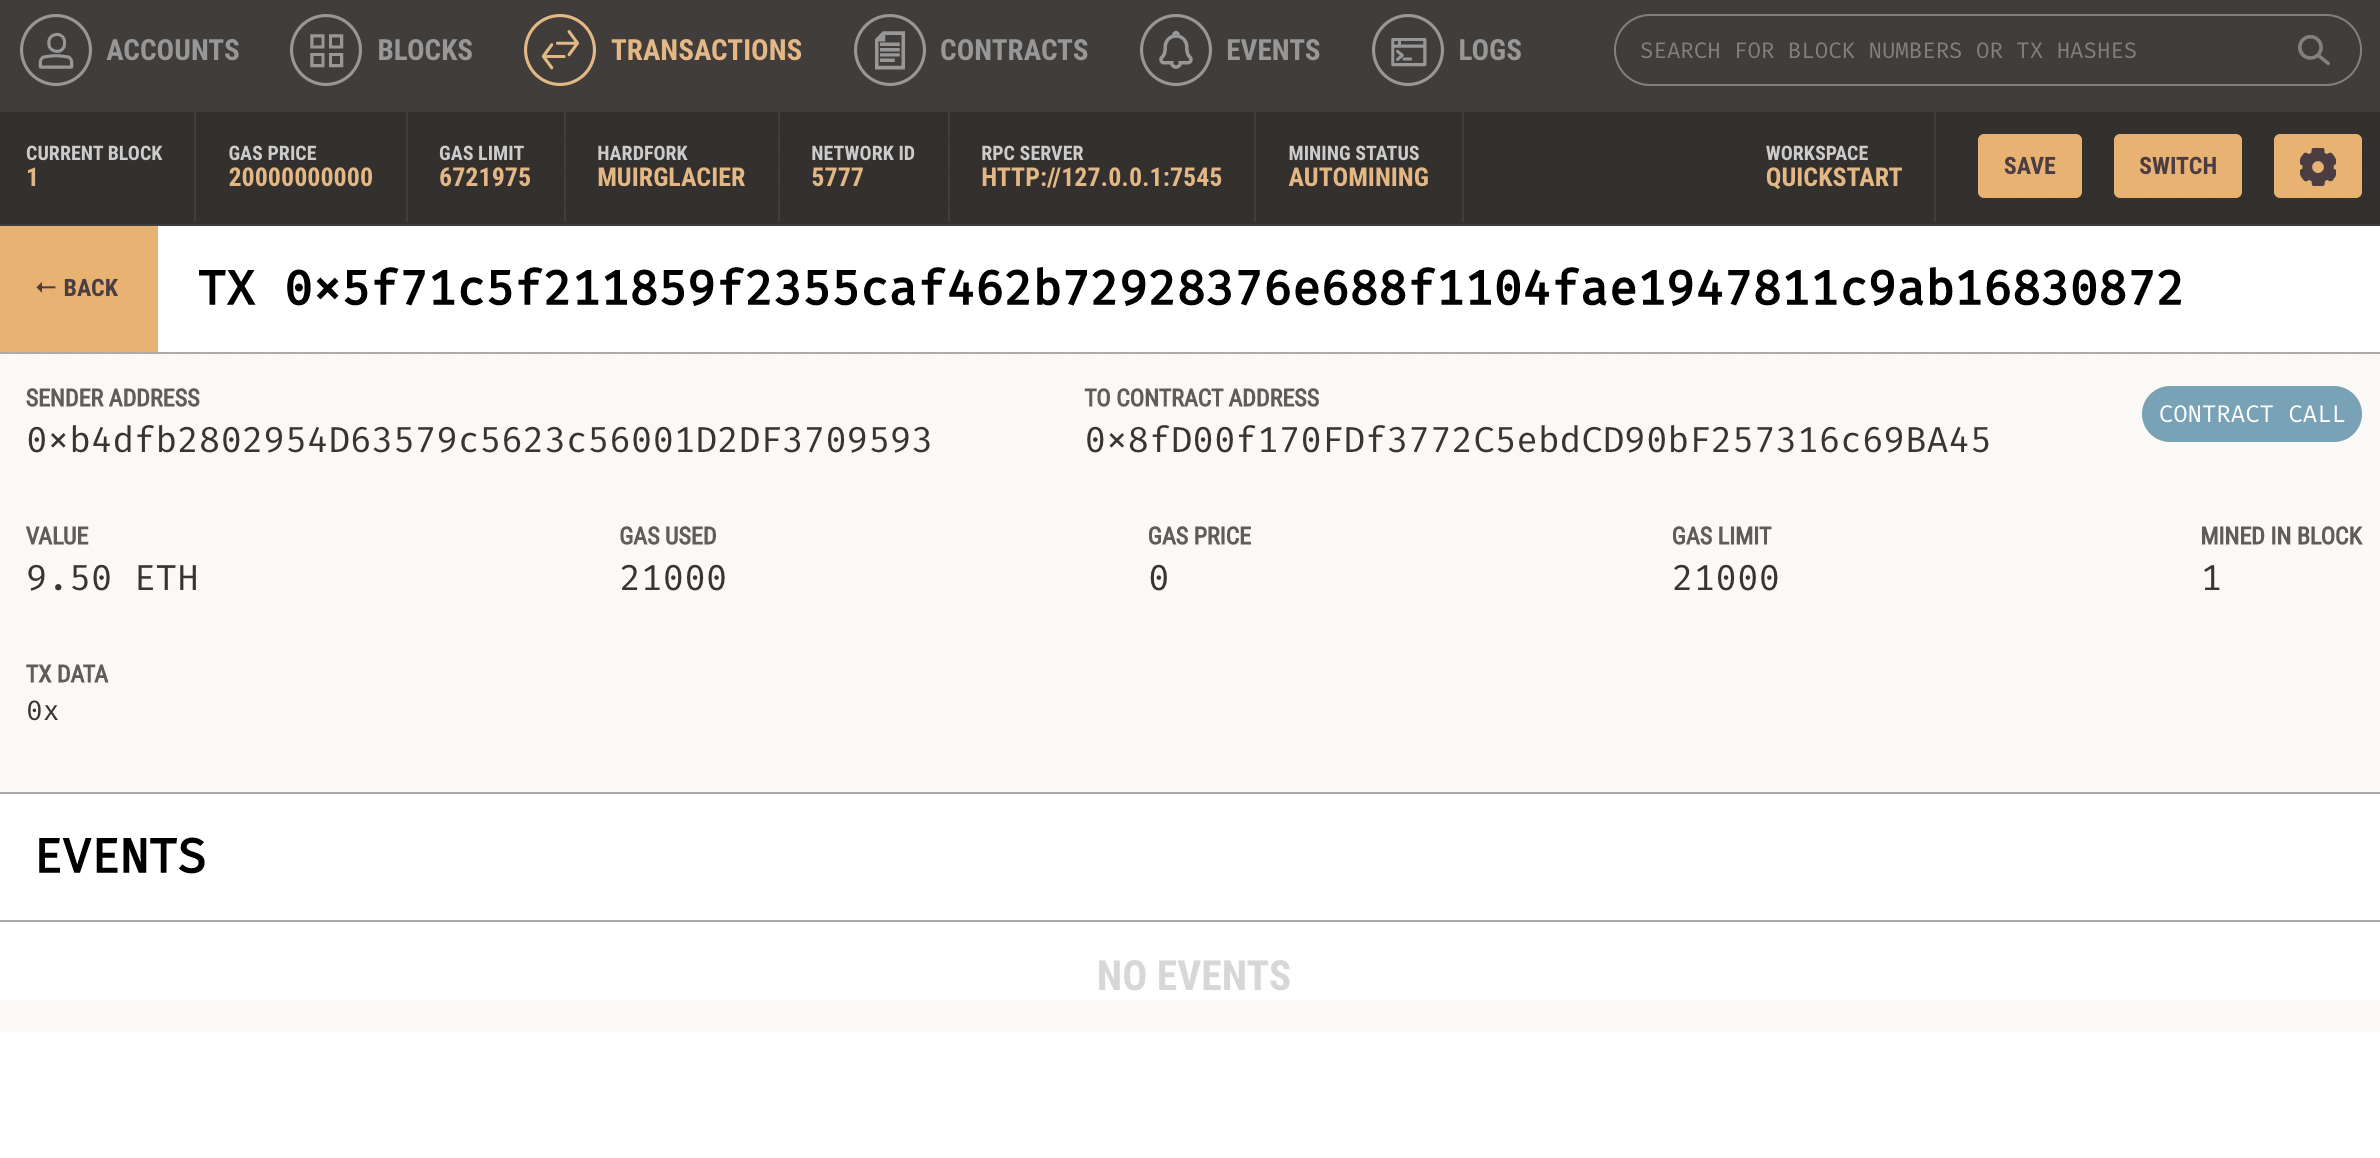 ACCOUNTS BLOCKS TRANSACTIONS CONTRACTS EVENTS LOGS SEARCH FOR BLOCK NUMBERS OR TX HASHES
CURRENT BLOCK GAS PRICE GAS LIMIT HARDFORK NETWORK ID RPC SERVER MINING STATUS WORKSPACE
1 20000000000 6721975 MUIRGLACIER 5777 HTTP://127.0.0.1:7545 AUTOMINING QUICKSTART SAVE SWITCH
← BACK TX 0×5f71c5f211859f2355caf462b72928376e688f1104fae1947811c9ab16830872
SENDER ADDRESS TO CONTRACT ADDRESS
0×b4dfb2802954D63579c5623c56001D2DF3709593 0×8fD00f170FDf3772C5ebdCD90bF257316c69BA45 CONTRACT CALL
VALUE GAS USED GAS PRICE GAS LIMIT MINED IN BLOCK
9.50 ETH 21000 0 21000 1
TX DATA
0x
EVENTS
NO EVENTS